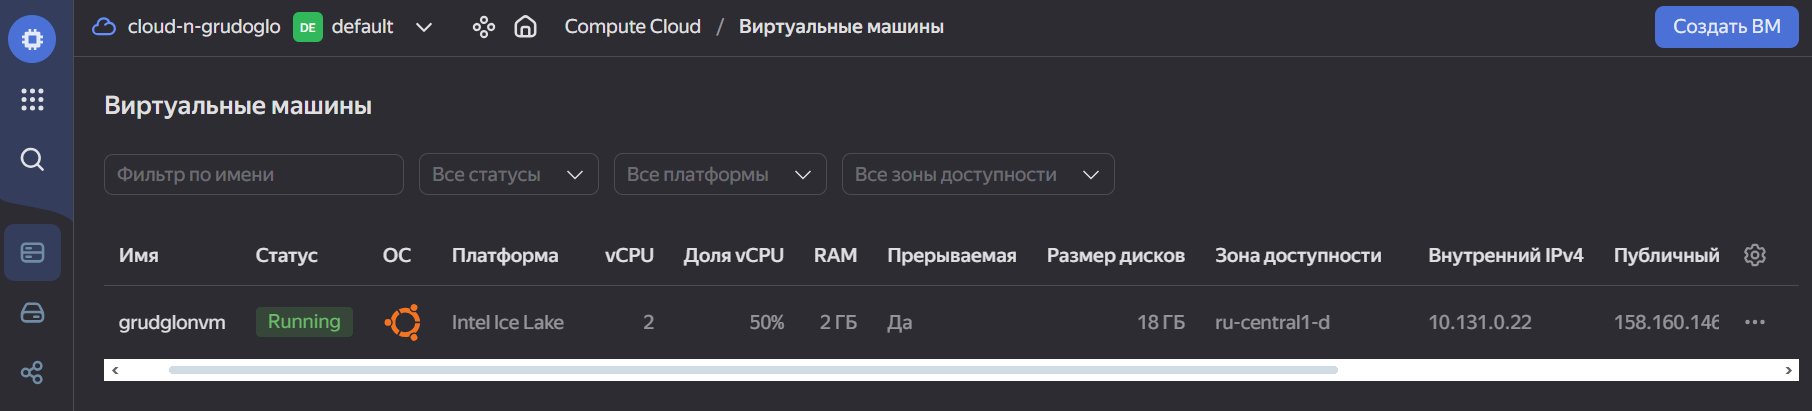 cloud-n-grudoglo DE default Compute Cloud / Виртуальные машины Создать ВМ
Виртуальные машины
Фильтр по имени Все статусы Все платформы Все зоны доступности
Имя Статус ОС Платформа vCPU Доля vCPU RAM Прерываемая Размер дисков Зона доступности Внутренний IPv4 Публичный
grudglonvm Running Intel Ice Lake 2 50% 2 ГБ Да 18 ГБ ru-central1-d 10.131.0.22 158.160.146